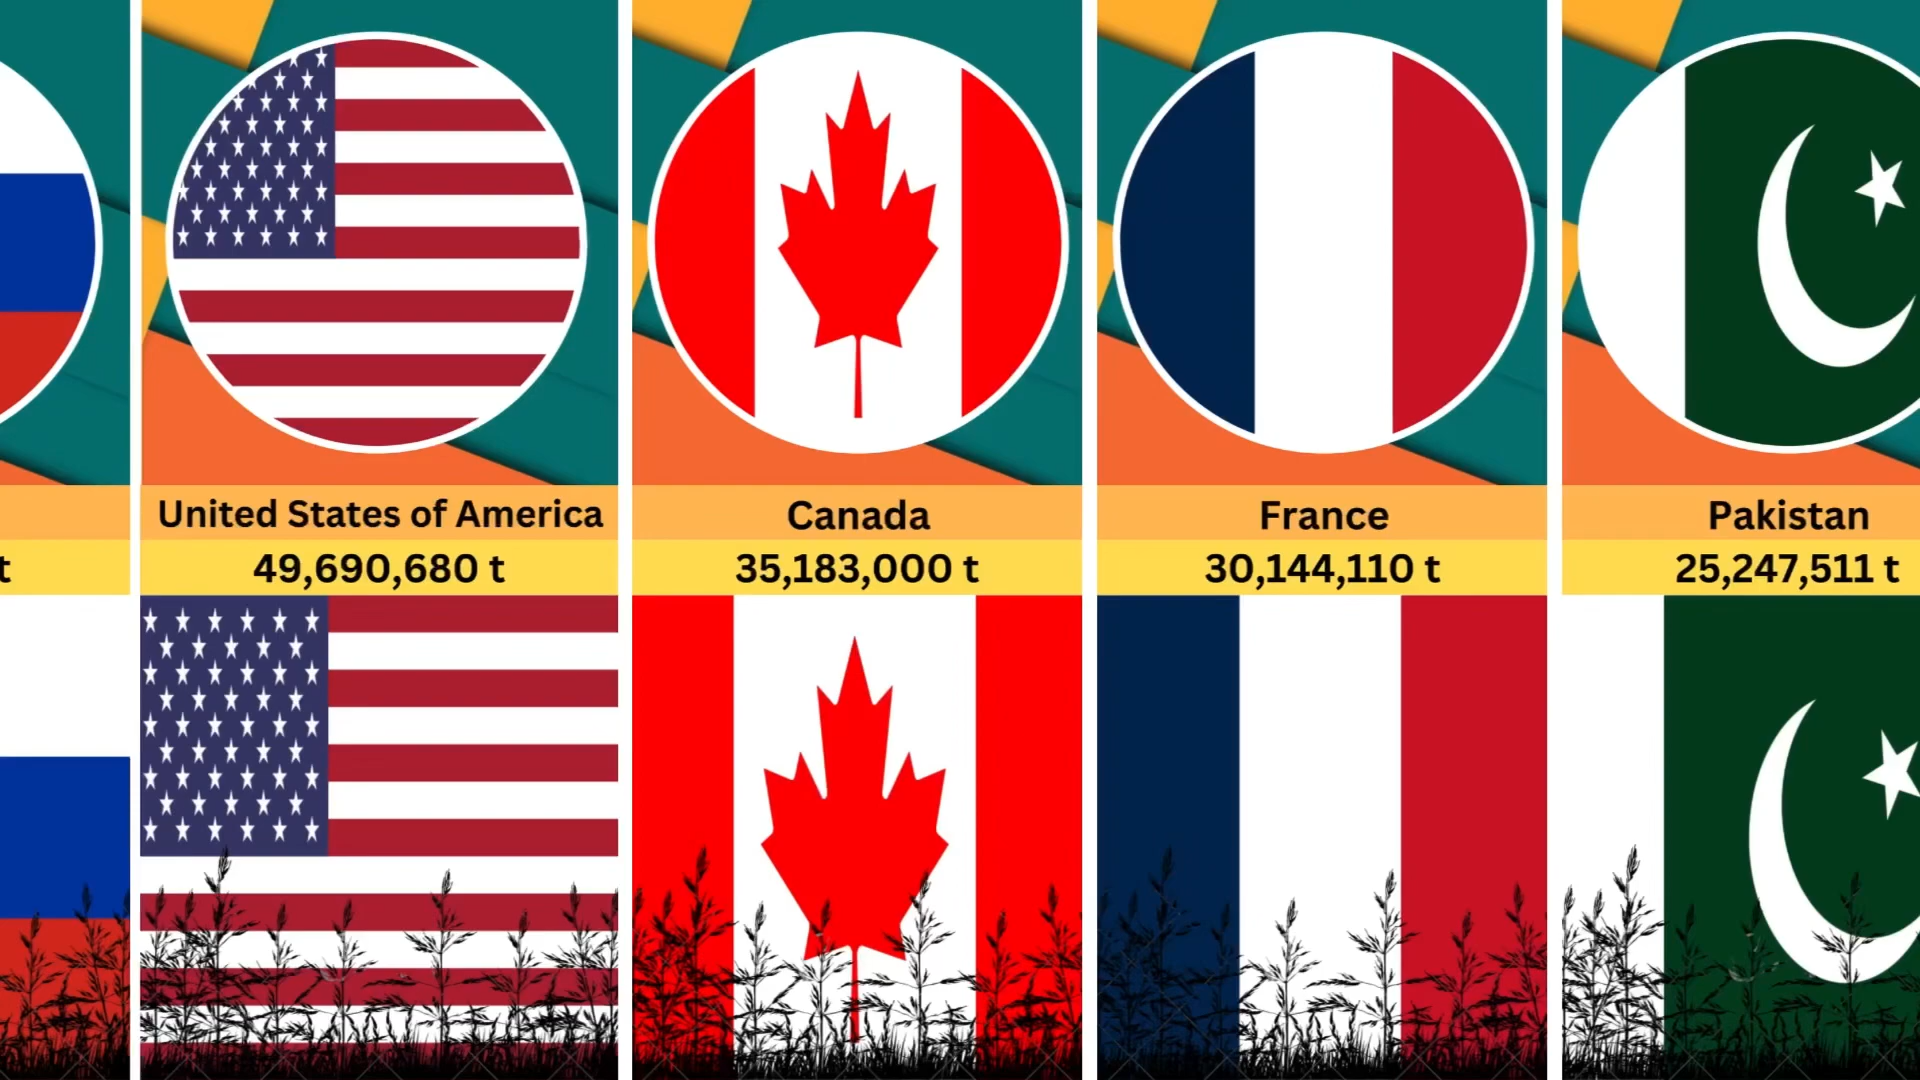 t
United States of America
49,690,680 t
Canada
35,183,000 t
France
30,144,110 t
Pakistan
25,247,511 t